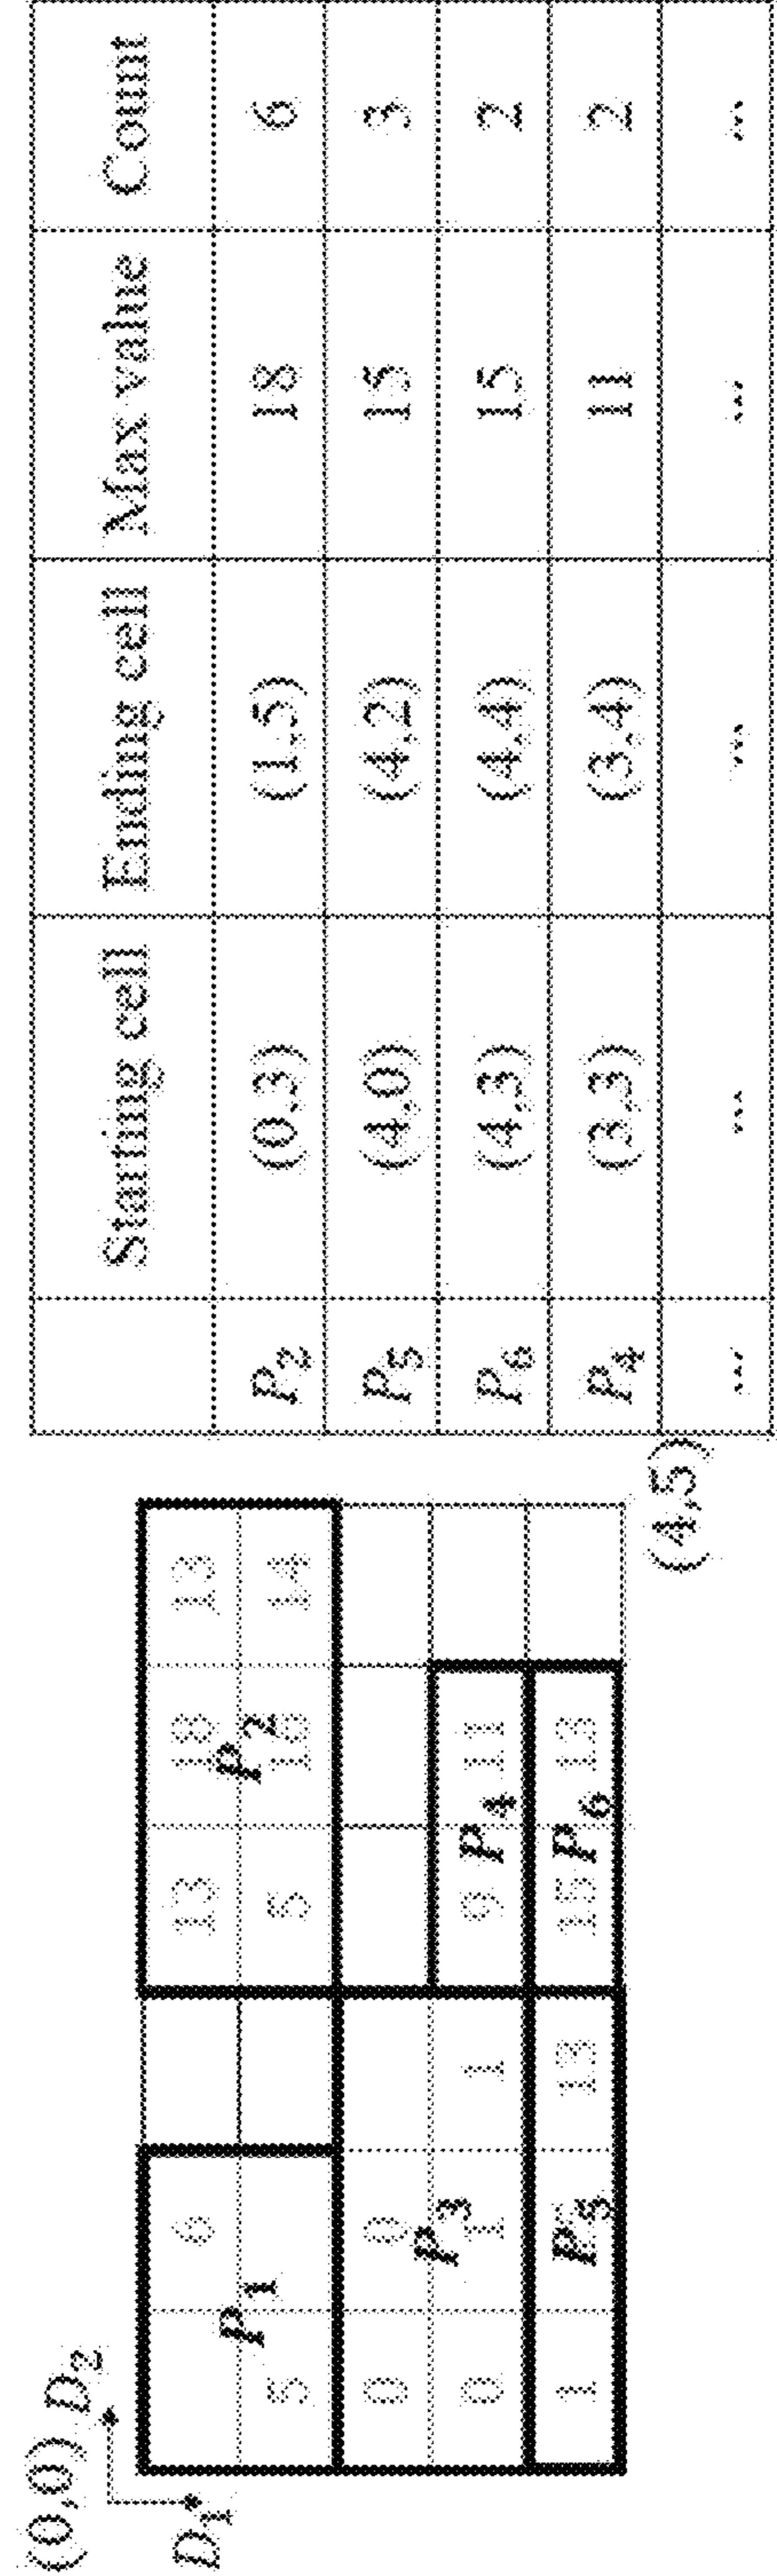 (0,0) D2
D1
6 13 18 13
P1 P2
5 5 16 14
0 0
P3
0 1 1 9 P4 11
1 P5 13 15 P6 13
(4,5)
Starting cell Ending cell Max value Count
P2 (0,3) (1,5) 18 6
P5 (4,0) (4,2) 15 3
P6 (4,3) (4,4) 15 2
P4 (3,3) (3,4) 11 2
... ... ... ... ...